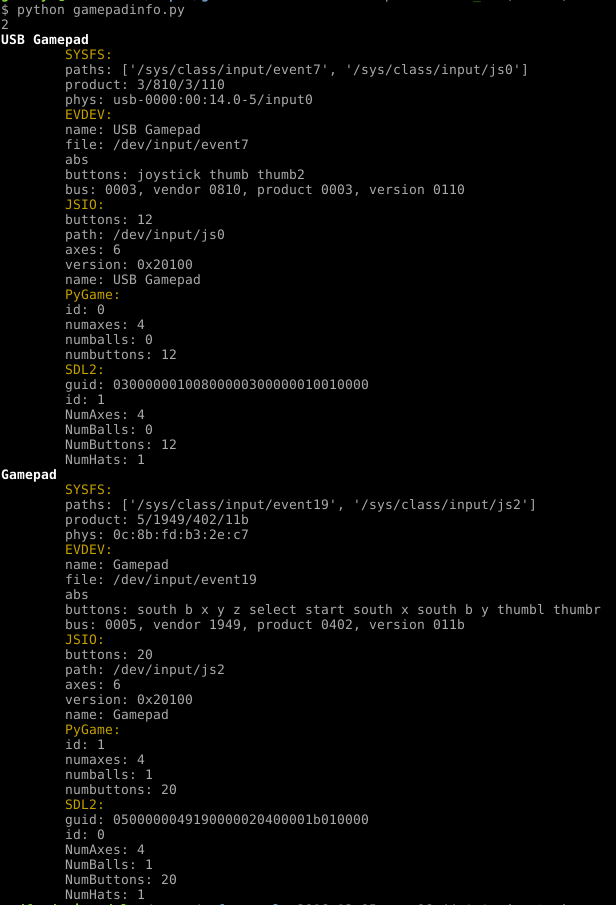 $ python gamepadinfo.py
2
USB Gamepad
SYSFS:
paths: ['/sys/class/input/event7', '/sys/class/input/js0']
product: 3/810/3/110
phys: usb-0000:00:14.0-5/input0
EVDEV:
name: USB Gamepad
file: /dev/input/event7
abs
buttons: joystick thumb thumb2
bus: 0003, vendor 0810, product 0003, version 0110
JSIO:
buttons: 12
path: /dev/input/js0
axes: 6
version: 0x20100
name: USB Gamepad
PyGame:
id: 0
numaxes: 4
numballs: 0
numbuttons: 12
SDL2:
guid: 03000000100800000300000010010000
id: 1
NumAxes: 4
NumBalls: 0
NumButtons: 12
NumHats: 1
Gamepad
SYSFS:
paths: ['/sys/class/input/event19', '/sys/class/input/js2']
product: 5/1949/402/11b
phys: 0c:8b:fd:b3:2e:c7
EVDEV:
name: Gamepad
file: /dev/input/event19
abs
buttons: south b x y z select start south x south b y thumbl thumbr
bus: 0005, vendor 1949, product 0402, version 011b
JSIO:
buttons: 20
path: /dev/input/js2
axes: 6
version: 0x20100
name: Gamepad
PyGame:
id: 1
numaxes: 4
numballs: 1
numbuttons: 20
SDL2:
guid: 0500000049190000020400001b010000
id: 0
NumAxes: 4
NumBalls: 1
NumButtons: 20
NumHats: 1